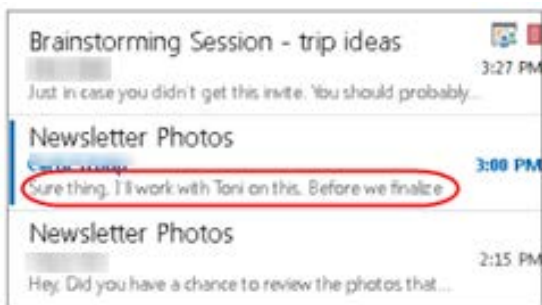 Brainstorming Session - trip ideas
3:27 PM
Just in case you didn't get this invite. You should probably...
Newsletter Photos
3:00 PM
Sure thing, I'll work with Toni on this. Before we finalize
Newsletter Photos
2:15 PM
Hey, Did you have a chance to review the photos that...